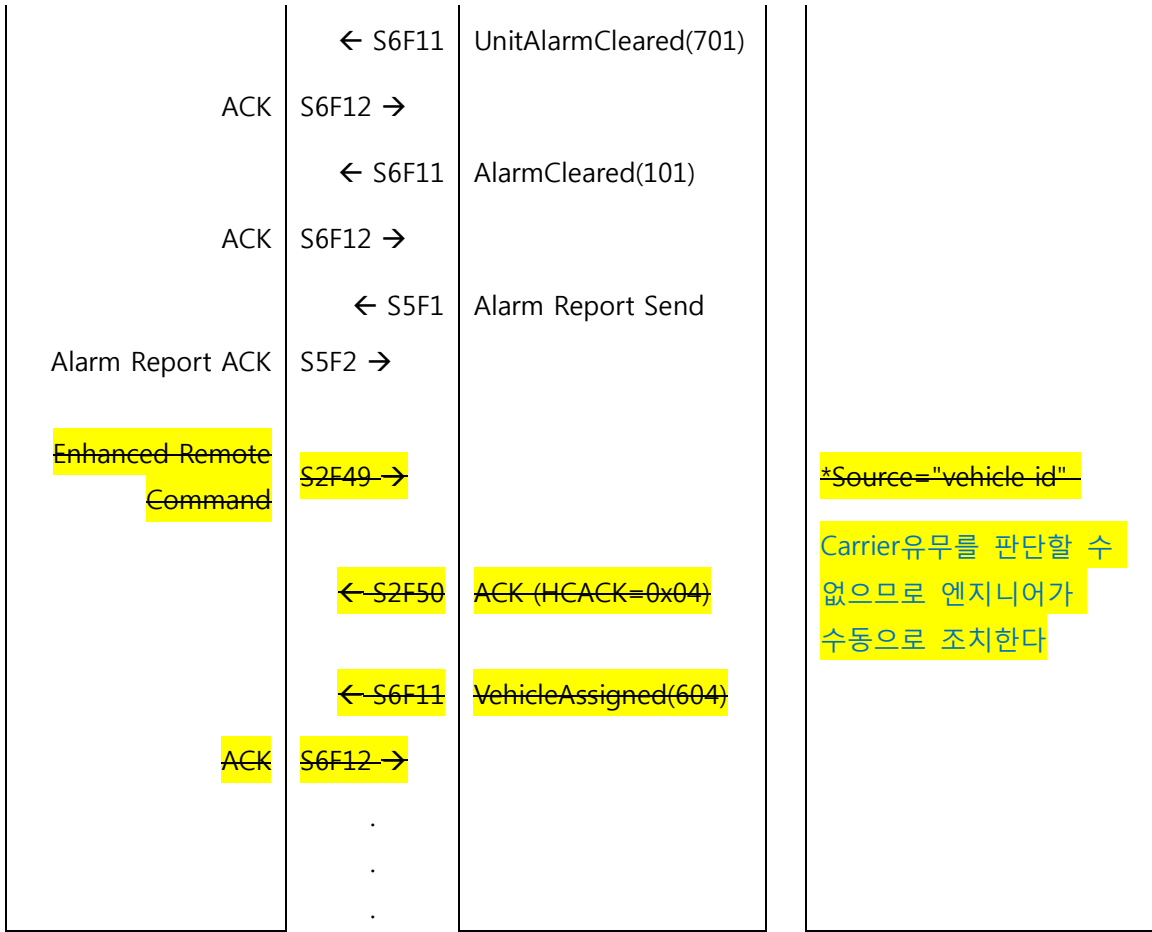 ← S6F11 UnitAlarmCleared(701)
ACK S6F12 →
← S6F11 AlarmCleared(101)
ACK S6F12 →
← S5F1 Alarm Report Send
Alarm Report ACK S5F2 →
Enhanced Remote
Command
S2F49 →
*Source="vehicle id"
← S2F50 ACK (HCACK=0x04)
Carrier유무를 판단할 수
없으므로 엔지니어가
수동으로 조치한다
← S6F11 VehicleAssigned(604)
ACK S6F12 →
.
.
.